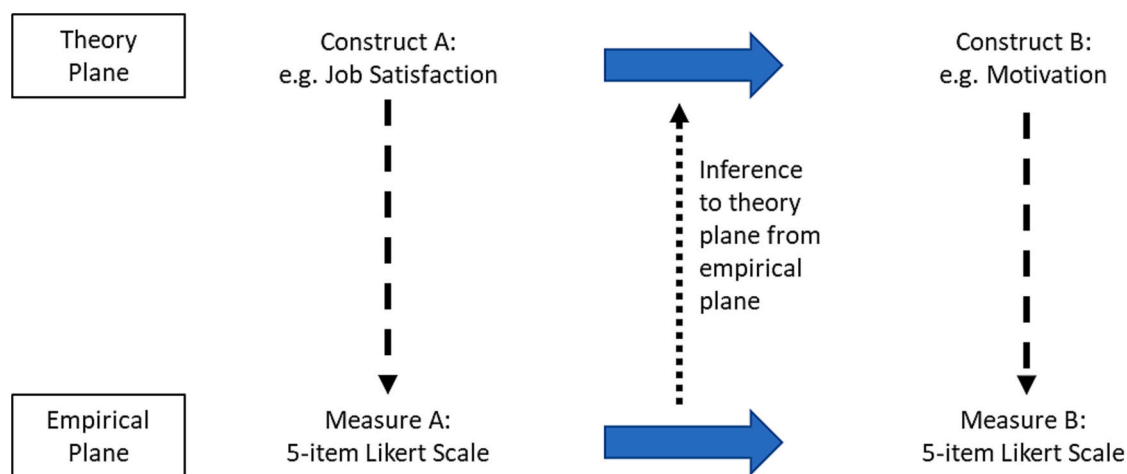 Theory
Plane
Construct A:
e.g. Job Satisfaction
Construct B:
e.g. Motivation
Inference
to theory
plane from
empirical
plane
Empirical
Plane
Measure A:
5-item Likert Scale
Measure B:
5-item Likert Scale